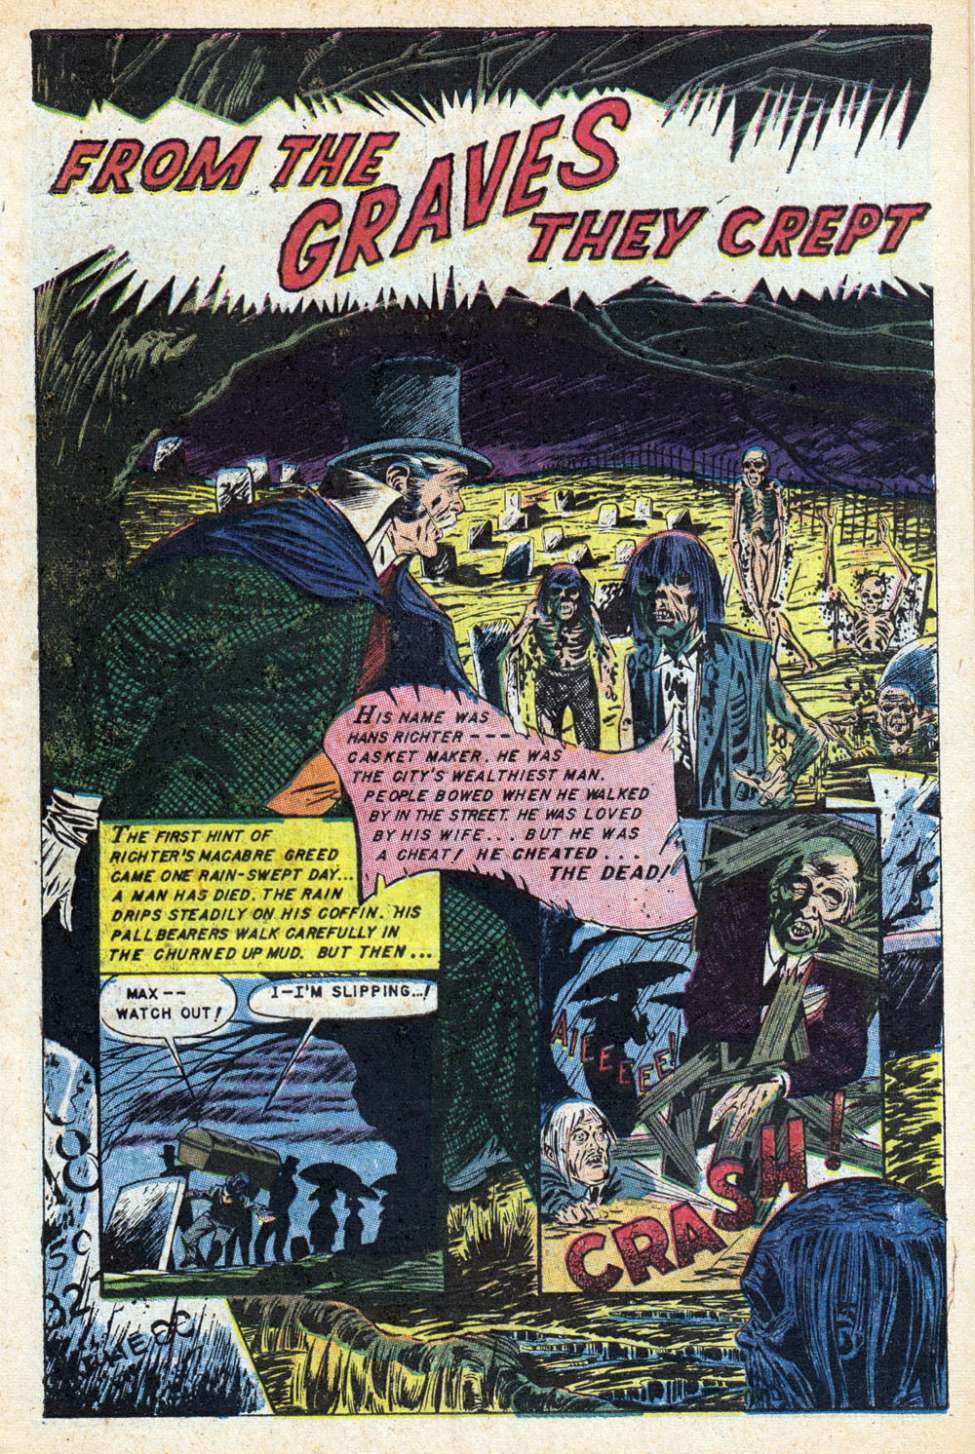 FROM THE
GRAVES
THEY CREPT
HIS NAME WAS
HANS RICHTER ----
CASKET MAKER. HE WAS
THE CITY'S WEALTHIEST MAN.
PEOPLE BOWED WHEN HE WALKED
BY IN THE STREET. HE WAS LOVED
BY HIS WIFE... BUT HE WAS
A CHEAT! HE CHEATED...
THE DEAD!
THE FIRST HINT OF
RICHTER'S MACABRE GREED
CAME ONE RAIN-SWEPT DAY...
A MAN HAS DIED. THE RAIN
DRIPS STEADILY ON HIS COFFIN. HIS
PALLBEARERS WALK CAREFULLY IN
THE CHURNED UP MUD. BUT THEN...
MAX--
WATCH OUT!
I-I'M SLIPPING...!
AIEEEEE!
CRASH!